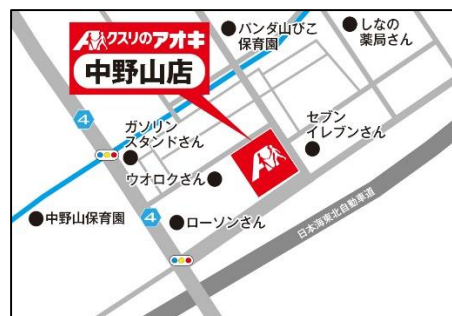 クスリのアオキ
中野山店
パンダ山びこ
保育園
しなの
薬局さん
4
ガソリン
スタンドさん
セブン
イレブンさん
ウオロクさん
中野山保育園
4
ローソンさん
日本海東北自動車道